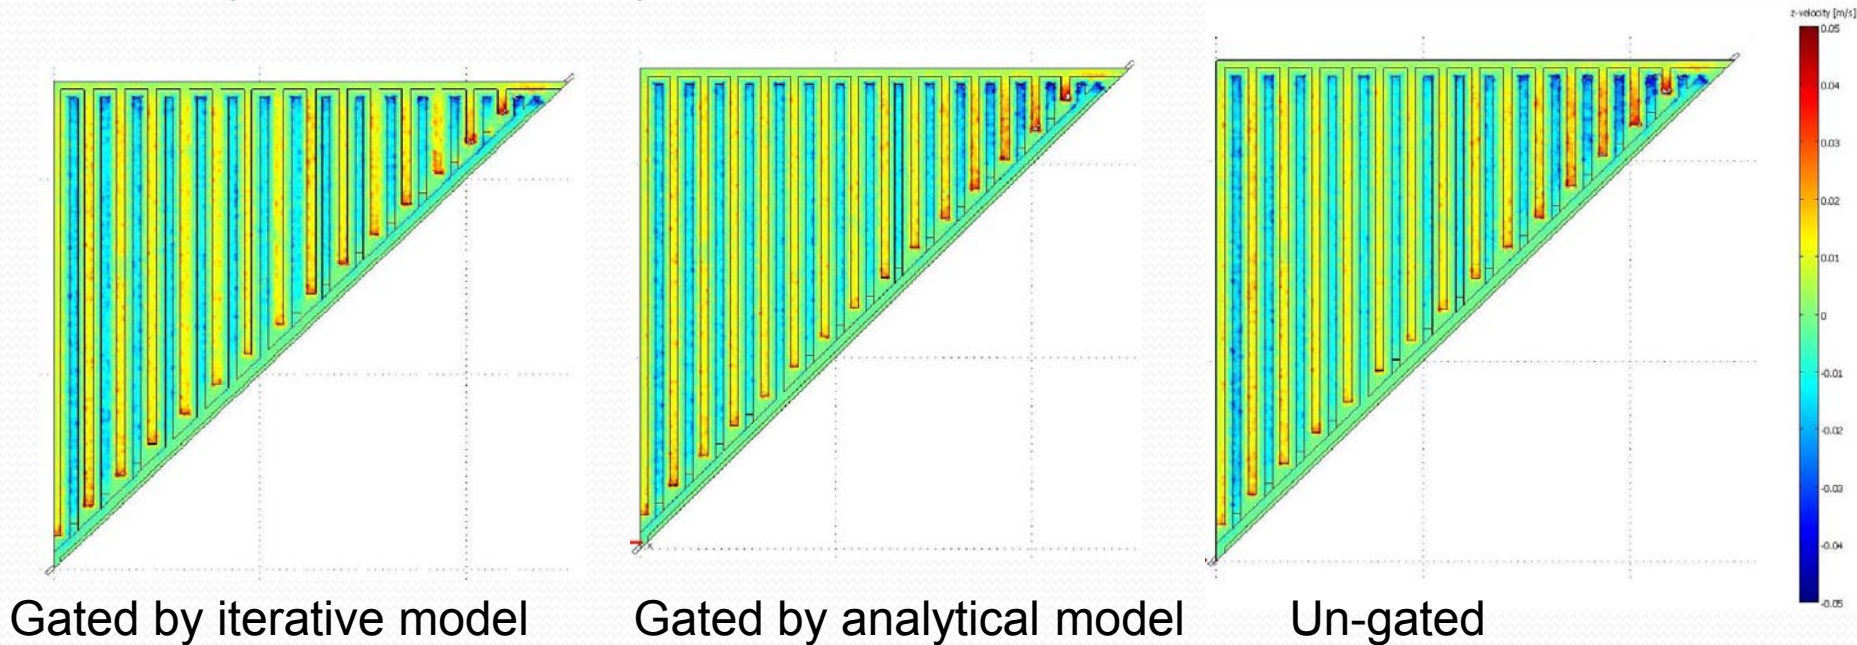 z-velocity [m/s]
0.05
0.04
0.03
0.02
0.01
0
-0.01
-0.02
-0.03
-0.04
-0.05
x
Gated by iterative model
Gated by analytical model
Un-gated